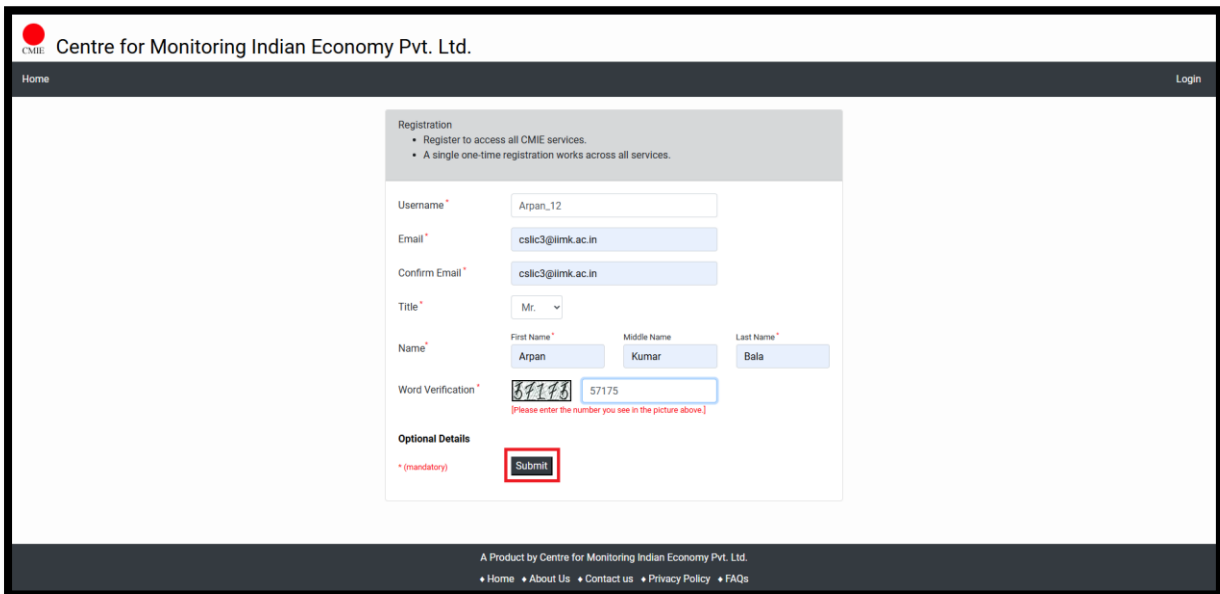 CMIE
Centre for Monitoring Indian Economy Pvt. Ltd.
Home
Login
Registration
• Register to access all CMIE services.
• A single one-time registration works across all services.
Username*
Arpan_12
Email*
cslic3@iimk.ac.in
Confirm Email*
cslic3@iimk.ac.in
Title*
Mr.
First Name*
Middle Name
Last Name*
Name*
Arpan
Kumar
Bala
Word Verification*
57175
[Please enter the number you see in the picture above.]
Optional Details
* (mandatory)
Submit
A Product by Centre for Monitoring Indian Economy Pvt. Ltd.
♦ Home ♦ About Us ♦ Contact us ♦ Privacy Policy ♦ FAQs